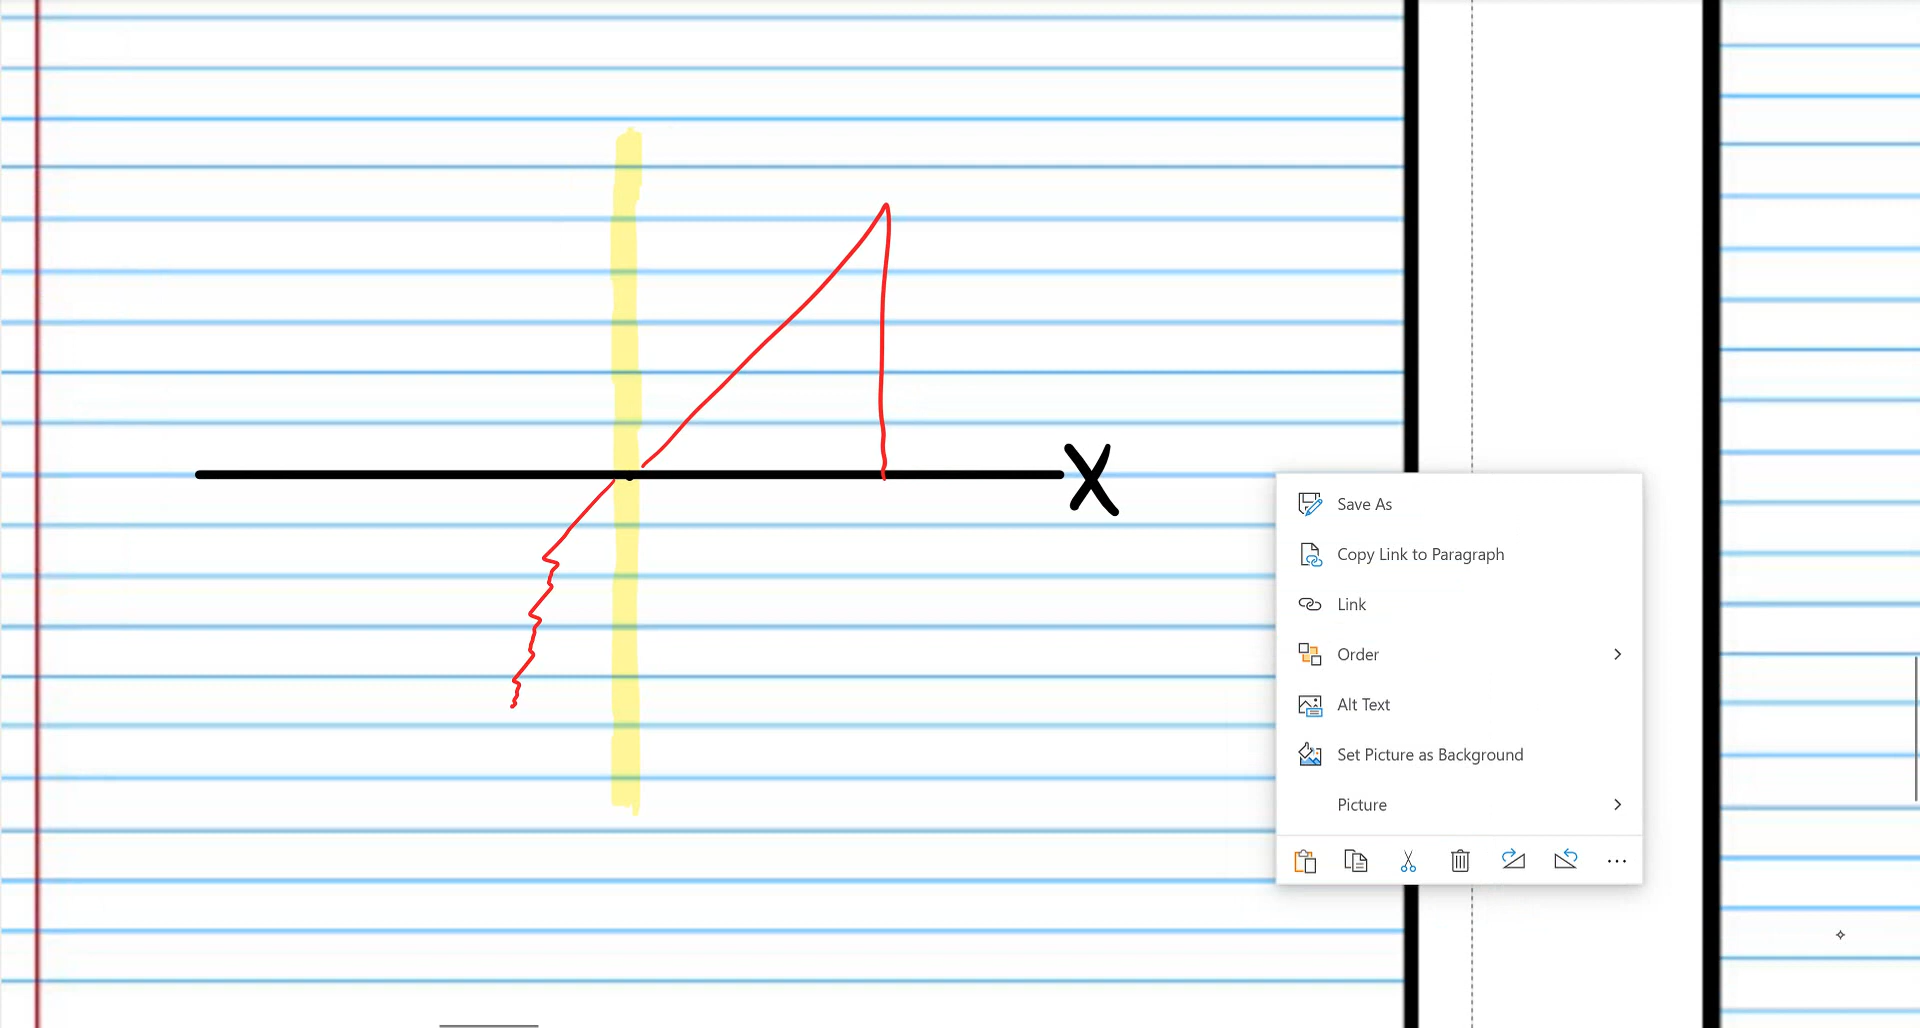 X
Save As
Copy Link to Paragraph
Link
Order
Alt Text
Set Picture as Background
Picture